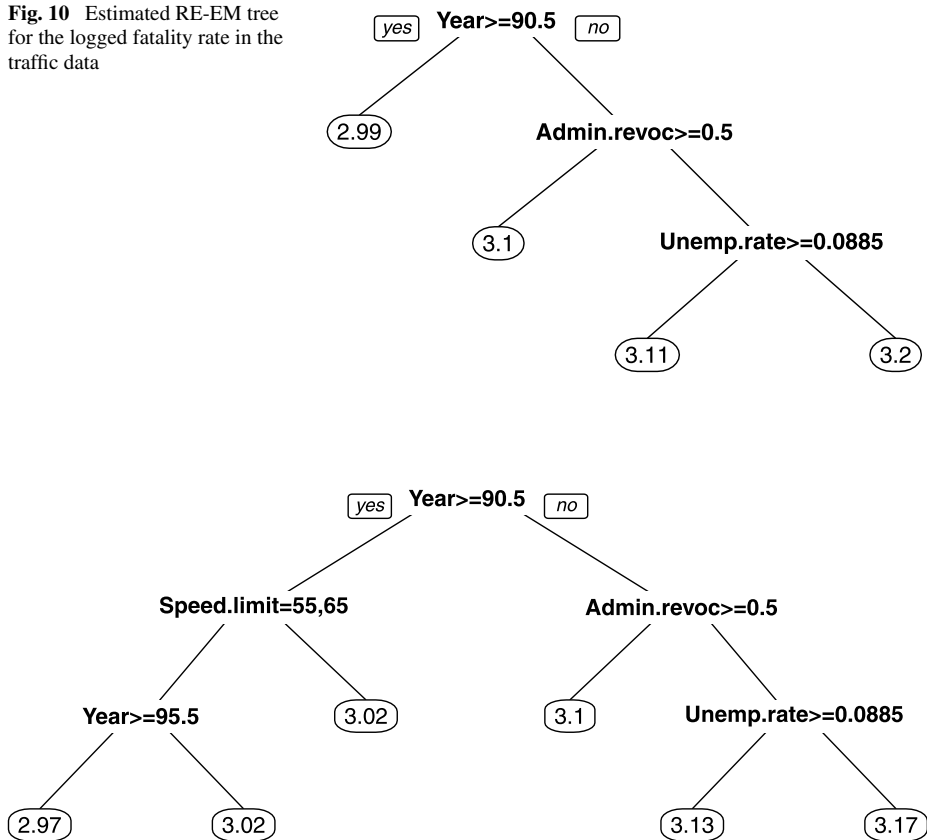 Fig. 10 Estimated RE-EM tree
for the logged fatality rate in the
traffic data
yes Year>=90.5 no
2.99 Admin.revoc>=0.5
3.1 Unemp.rate>=0.0885
3.11 3.2
yes Year>=90.5 no
Speed.limit=55,65 Admin.revoc>=0.5
Year>=95.5 3.02 3.1 Unemp.rate>=0.0885
2.97 3.02 3.13 3.17